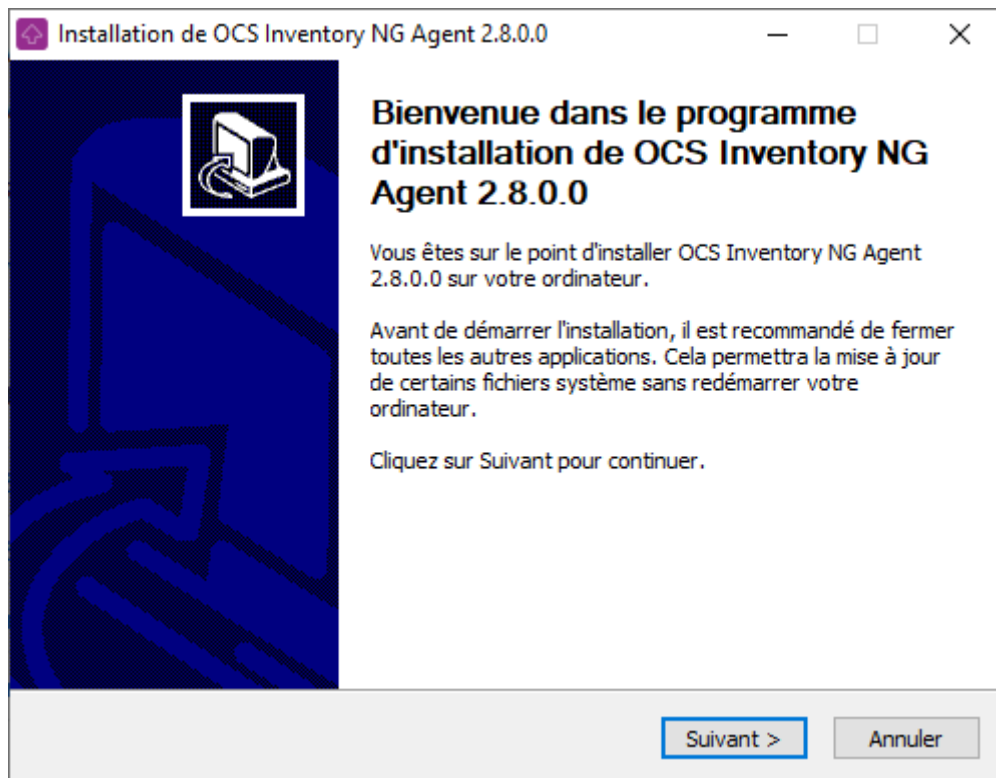 Installation de OCS Inventory NG Agent 2.8.0.0
Bienvenue dans le programme
d'installation de OCS Inventory NG
Agent 2.8.0.0
Vous êtes sur le point d'installer OCS Inventory NG Agent
2.8.0.0 sur votre ordinateur.
Avant de démarrer l'installation, il est recommandé de fermer
toutes les autres applications. Cela permettra la mise à jour
de certains fichiers système sans redémarrer votre
ordinateur.
Cliquez sur Suivant pour continuer.
Suivant >
Annuler